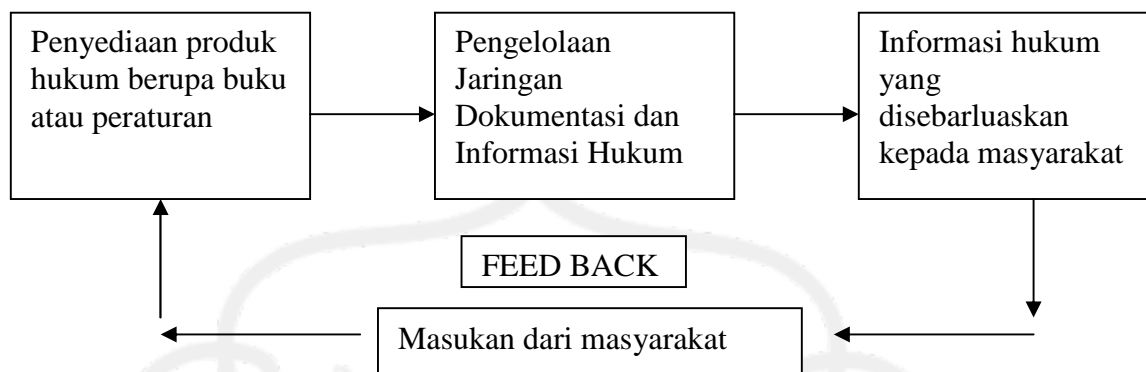 Penyediaan produk
hukum berupa buku
atau peraturan
Pengelolaan
Jaringan
Dokumentasi dan
Informasi Hukum
Informasi hukum
yang
disebarluaskan
kepada masyarakat
FEED BACK
Masukan dari masyarakat